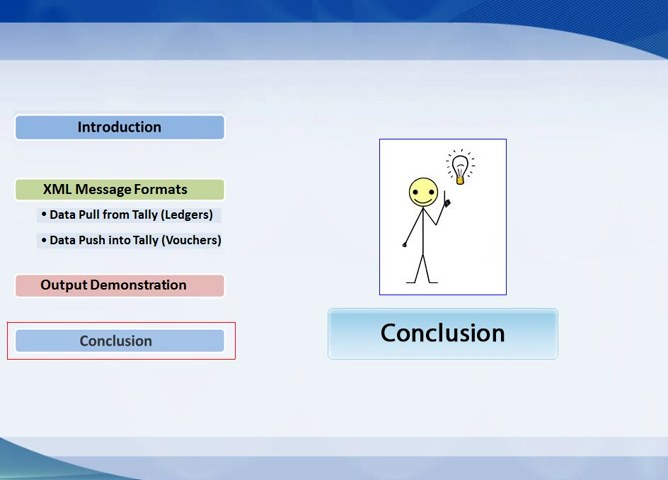 Introduction
XML Message Formats
• Data Pull from Tally (Ledgers)
• Data Push into Tally (Vouchers)
Output Demonstration
Conclusion
Conclusion